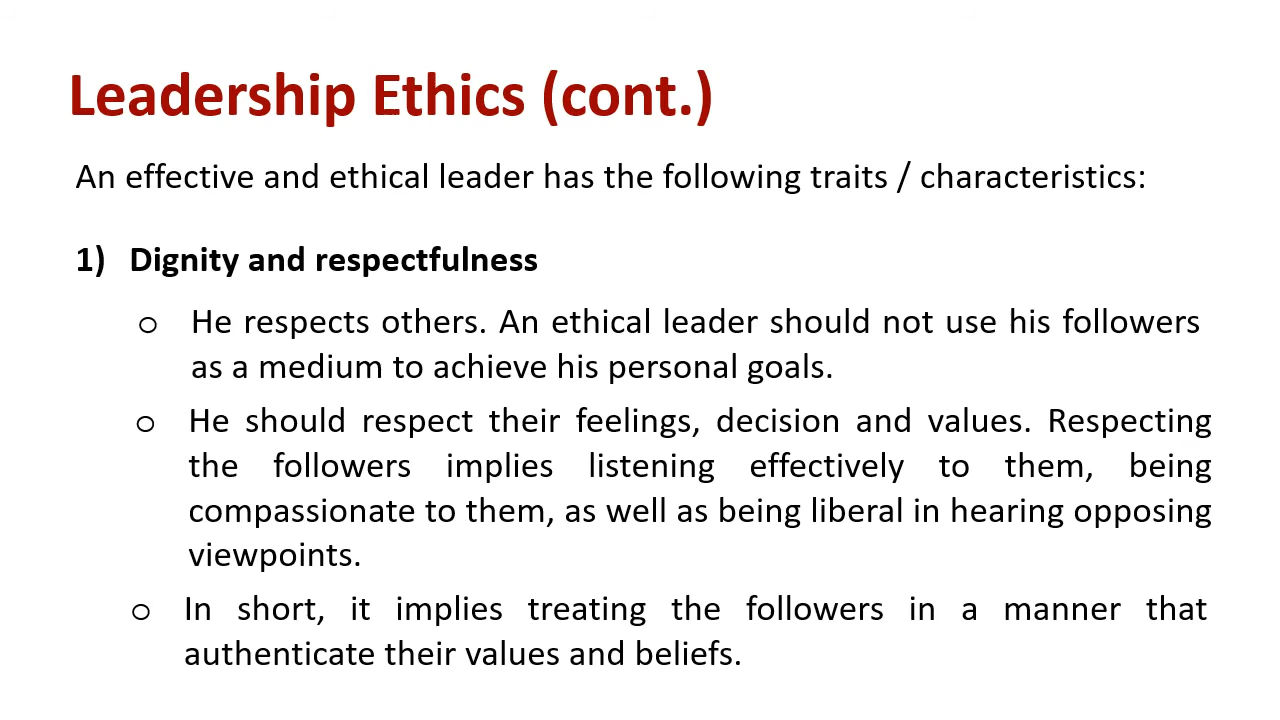 Leadership Ethics (cont.)
An effective and ethical leader has the following traits / characteristics:
1) Dignity and respectfulness
o He respects others. An ethical leader should not use his followers
as a medium to achieve his personal goals.
o He should respect their feelings, decision and values. Respecting
the followers implies listening effectively to them, being
compassionate to them, as well as being liberal in hearing opposing
viewpoints.
o In short, it implies treating the followers in a manner that
authenticate their values and beliefs.